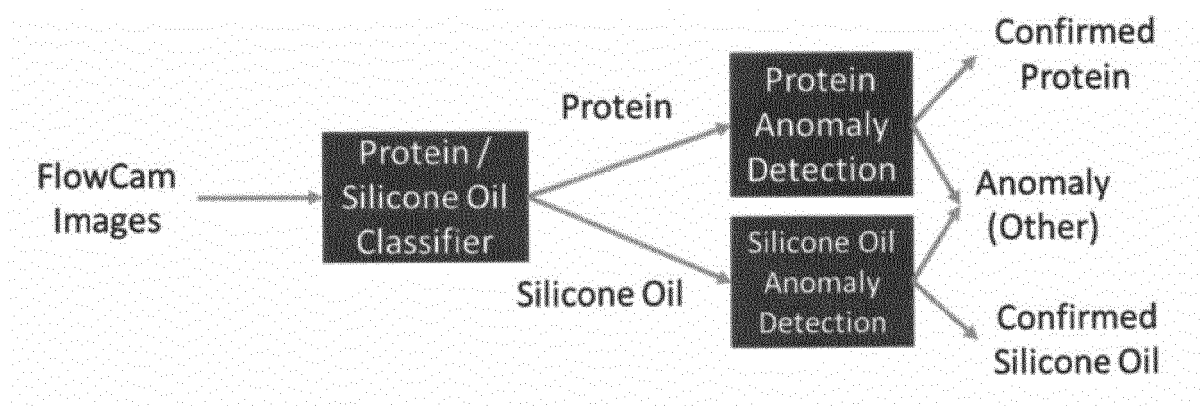 FlowCam
Images
Protein /
Silicone Oil
Classifier
Protein
Silicone Oil
Protein
Anomaly
Detection
Silicone Oil
Anomaly
Detection
Confirmed
Protein
Anomaly
(Other)
Confirmed
Silicone Oil